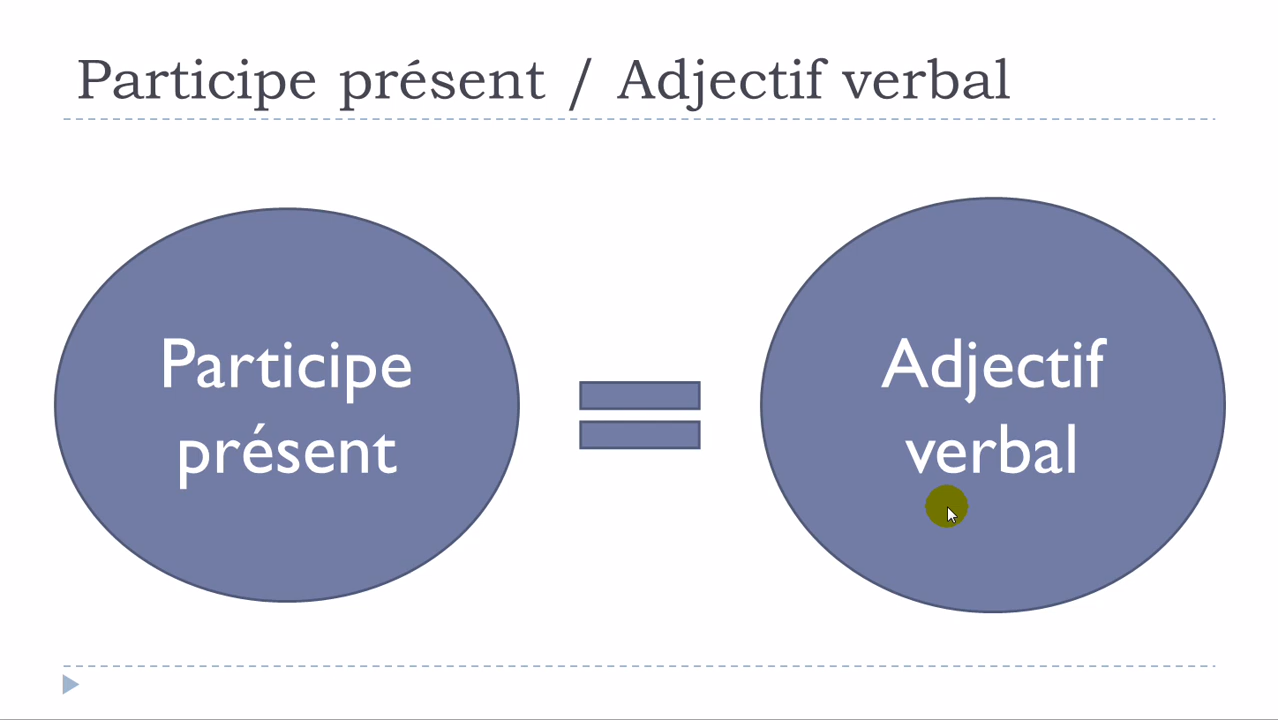 Participe présent / Adjectif verbal
Participe
présent
Adjectif
verbal